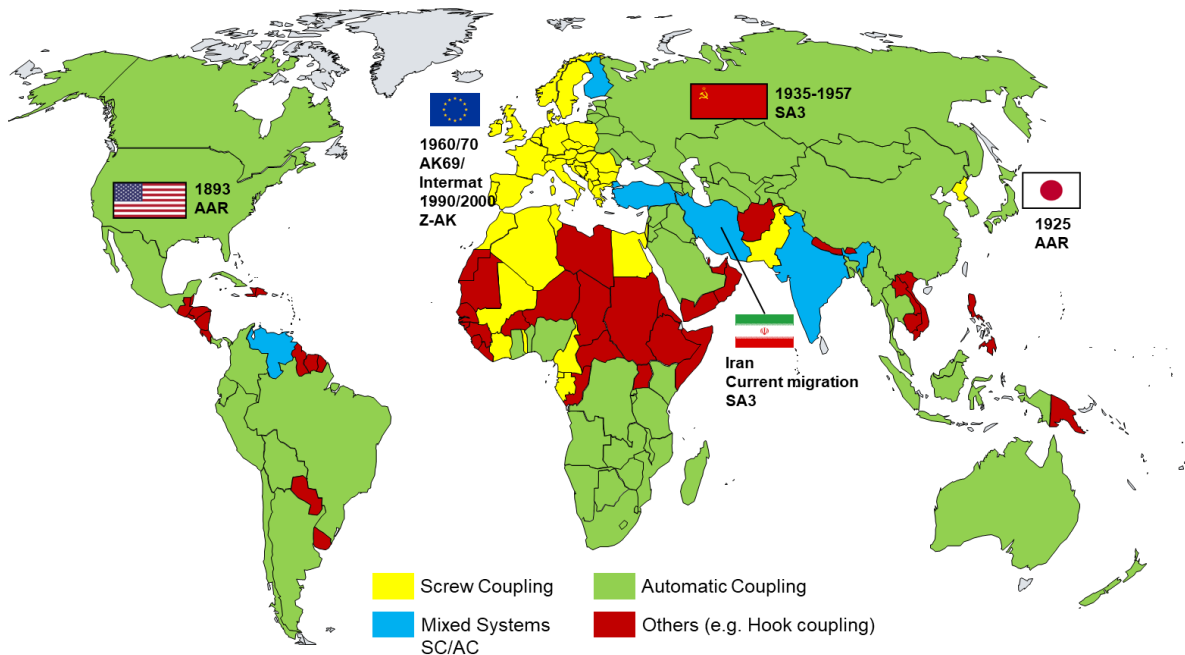 1893
AAR
1960/70
AK69/
Intermat
1990/2000
Z-AK
1935-1957
SA3
1925
AAR
Iran
Current migration
SA3
Screw Coupling
Automatic Coupling
Mixed Systems
SC/AC
Others (e.g. Hook coupling)